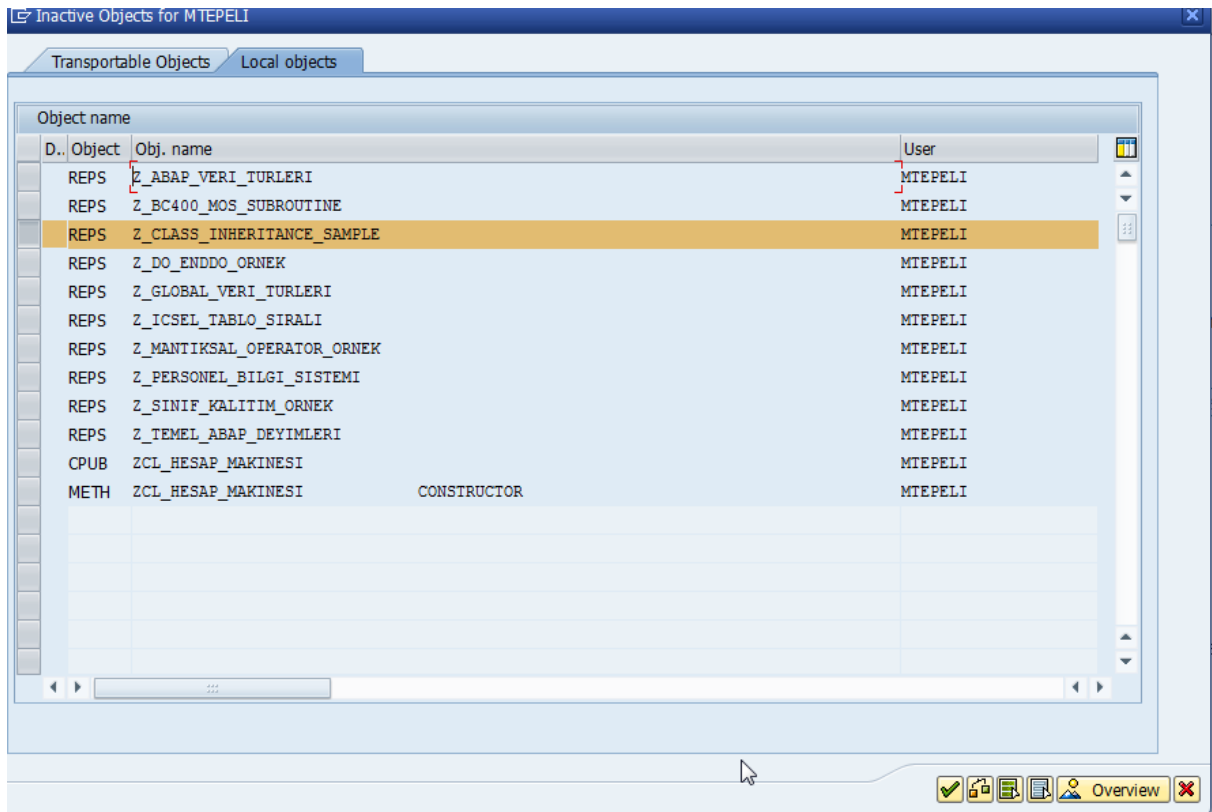 Inactive Objects for MTEPELI
Transportable Objects Local objects
Object name
D.. Object Obj. name User
REPS Z_ABAP_VERI_TURLERI MTEPELI
REPS Z_BC400_MOS_SUBROUTINE MTEPELI
REPS Z_CLASS_INHERITANCE_SAMPLE MTEPELI
REPS Z_DO_ENDDO_ORNEK MTEPELI
REPS Z_GLOBAL_VERI_TURLERI MTEPELI
REPS Z_ICSEL_TABLO_SIRALI MTEPELI
REPS Z_MANTIKSAL_OPERATOR_ORNEK MTEPELI
REPS Z_PERSONEL_BILGI_SISTEMI MTEPELI
REPS Z_SINIF_KALITIM_ORNEK MTEPELI
REPS Z_TEMEL_ABAP_DEYIMLERI MTEPELI
CPUB ZCL_HESAP_MAKINESI MTEPELI
METH ZCL_HESAP_MAKINESI CONSTRUCTOR MTEPELI
Overview